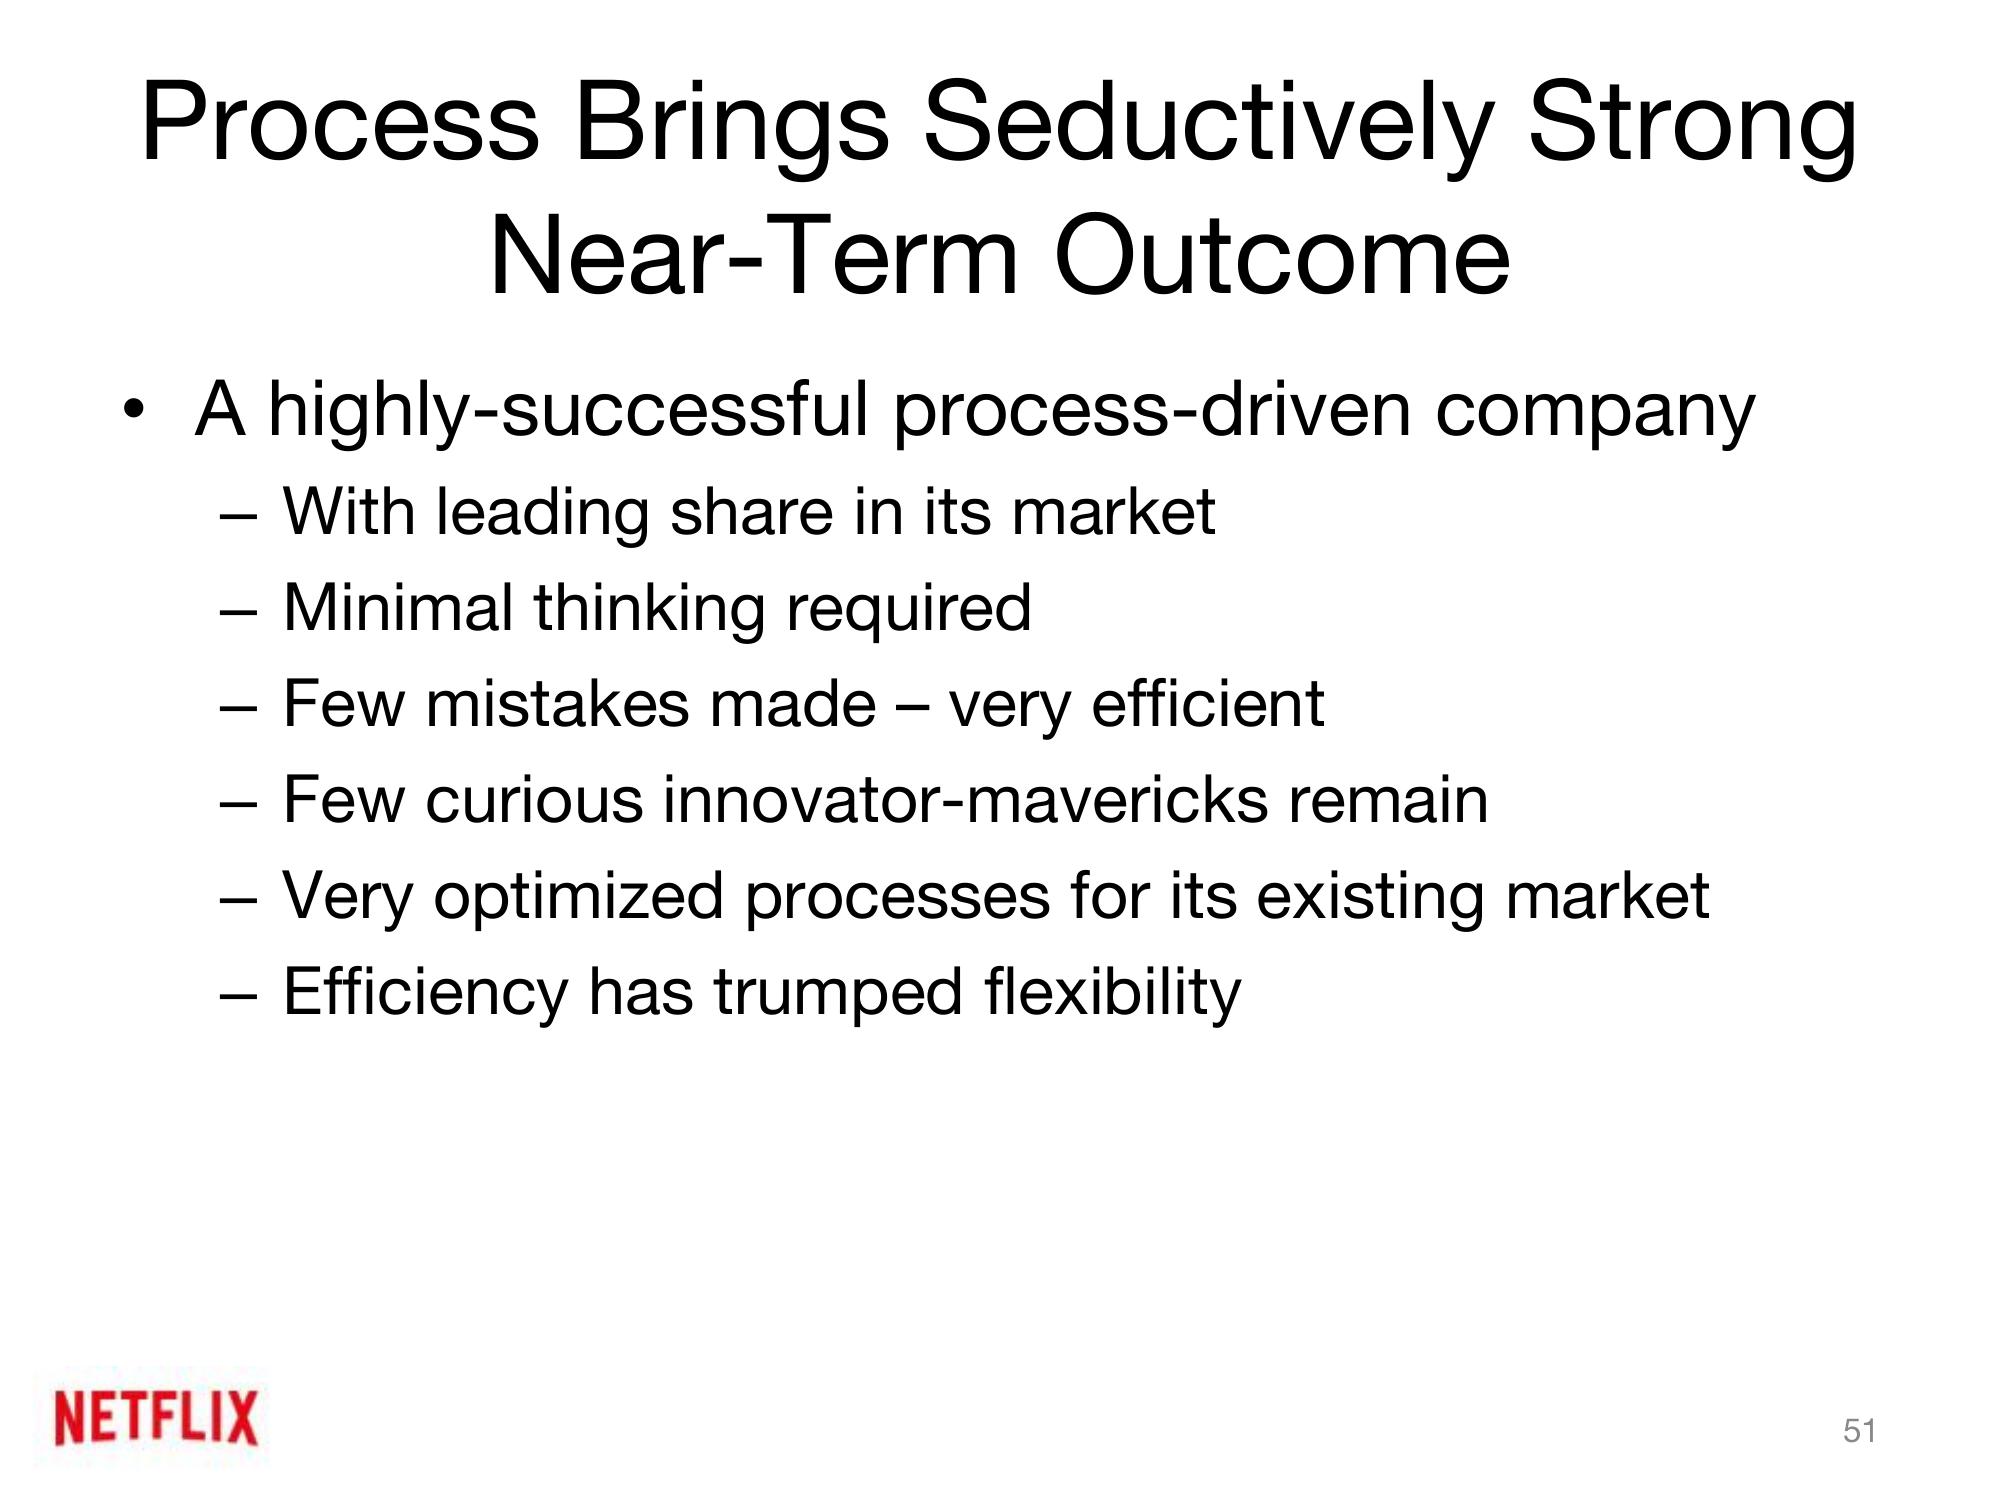 Process Brings Seductively Strong
Near-Term Outcome
• A highly-successful process-driven company
– With leading share in its market
– Minimal thinking required
– Few mistakes made – very efficient
– Few curious innovator-mavericks remain
– Very optimized processes for its existing market
– Efficiency has trumped flexibility
NETFLIX
51